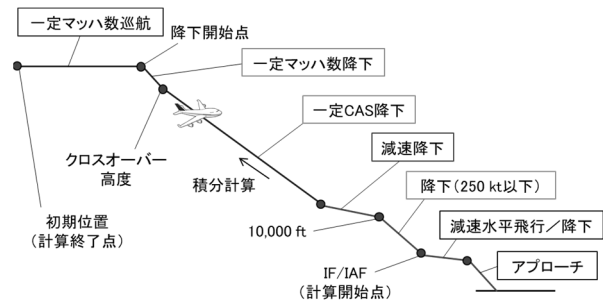 一定マッハ数巡航
降下開始点
一定マッハ数降下
一定CAS降下
クロスオーバー
高度
積分計算
減速降下
初期位置
（計算終了点）
10,000 ft
降下（250 kt以下）
減速水平飛行／降下
IF/IAF
（計算開始点）
アプローチ